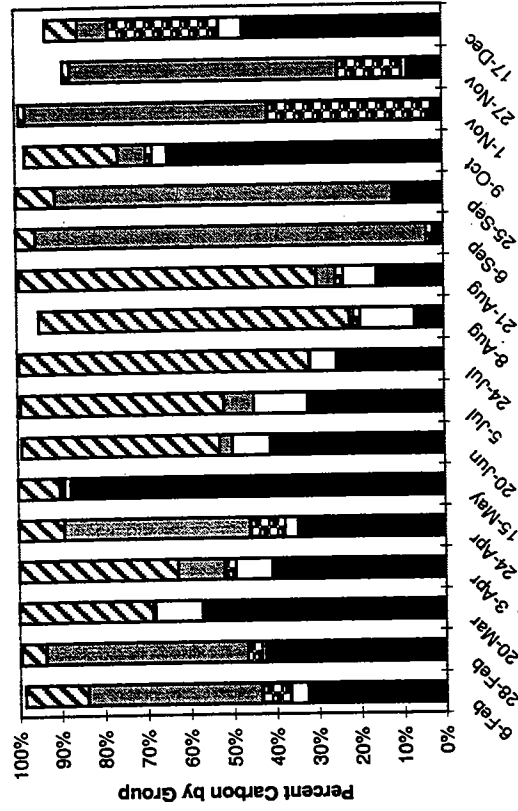 Percent Carbon by Group
100%
90%
80%
70%
60%
50%
40%
30%
20%
10%
0%
6-Feb
28-Feb
20-Mar
3-Apr
24-Apr
15-May
20-Jun
5-Jul
24-Jul
8-Aug
21-Aug
6-Sep
25-Sep
9-Oct
1-Nov
27-Nov
17-Dec